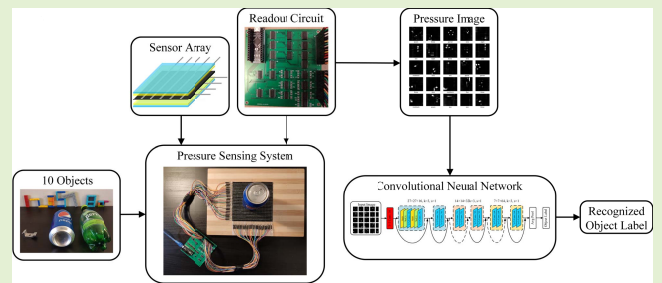 Readout Circuit
Pressure Image
Sensor Array
Pressure Sensing System
10 Objects
Convolutional Neural Network
Recognized
Object Label